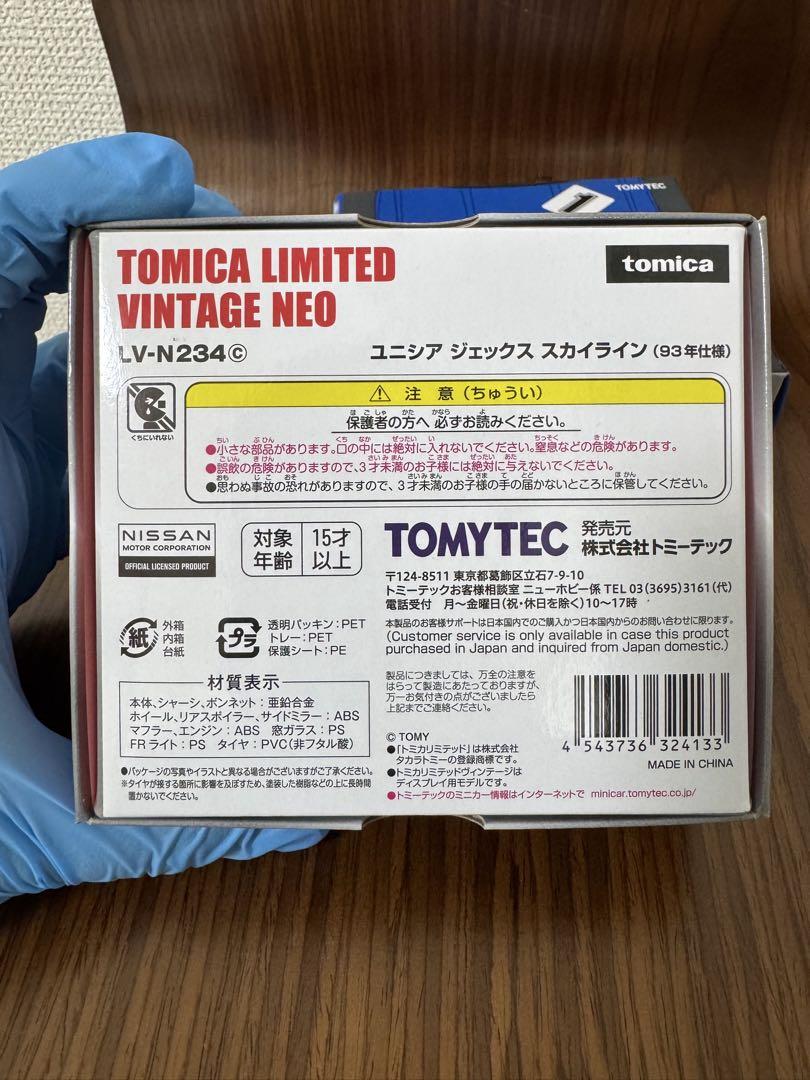 TOMYTEC
1
TOMICA LIMITED
VINTAGE NEO
tomica
LV-N234ⓒ
ユニシア ジェックス スカイライン (93年仕様)
くちにいれない
⚠ 注 意 (ちゅうい)
保護者の方へ 必ずお読みください。
●小さな部品があります。口の中には絶対に入れないでください。窒息などの危険があります。
●誤飲の危険がありますので、3才未満のお子様には絶対に与えないでください。
●思わぬ事故の恐れがありますので、3才未満のお子様の手の届かないところに保管してください。
NISSAN
MOTOR CORPORATION
OFFICIAL LICENSED PRODUCT
対象年齢 15才以上
TOMYTEC 発売元 株式会社トミーテック
〒124-8511 東京都葛飾区立石7-9-10
トミーテックお客様相談室 ニューホビー係 TEL 03(3695)3161(代)
電話受付 月~金曜日(祝・休日を除く)10~17時
本製品のお客様サポートは日本国内でのご購入かつ日本国内からのお問い合わせに限ります。
(Customer service is only available in case this product
purchased in Japan and inquired from Japan domestic.)
紙
外箱
内箱
台紙
プラ
透明パッキン:PET
トレー:PET
保護シート:PE
材質表示
本体、シャーシ、ボンネット:亜鉛合金
ホイール、リアスポイラー、サイドミラー:ABS
マフラー、エンジン:ABS 窓ガラス:PS
FRライト:PS タイヤ:PVC(非フタル酸)
●パッケージの写真やイラストと異なる場合がございますがご了承ください。
※タイヤが接する箇所に影響を及ぼすため、塗装した樹脂などの上に長時間
置かないでください。
製品につきましては、万全の注意を
はらって製造にあたっておりますが、
万一お気付きの点がございましたら
上記までご連絡ください。
© TOMY
●「トミカリミテッド」は株式会社
タカラトミーの登録商標です。
●トミカリミテッドヴィンテージは
ディスプレイ用モデルです。
●トミーテックのミニカー情報はインターネットで minicar.tomytec.co.jp/
4 543736 324133
MADE IN CHINA